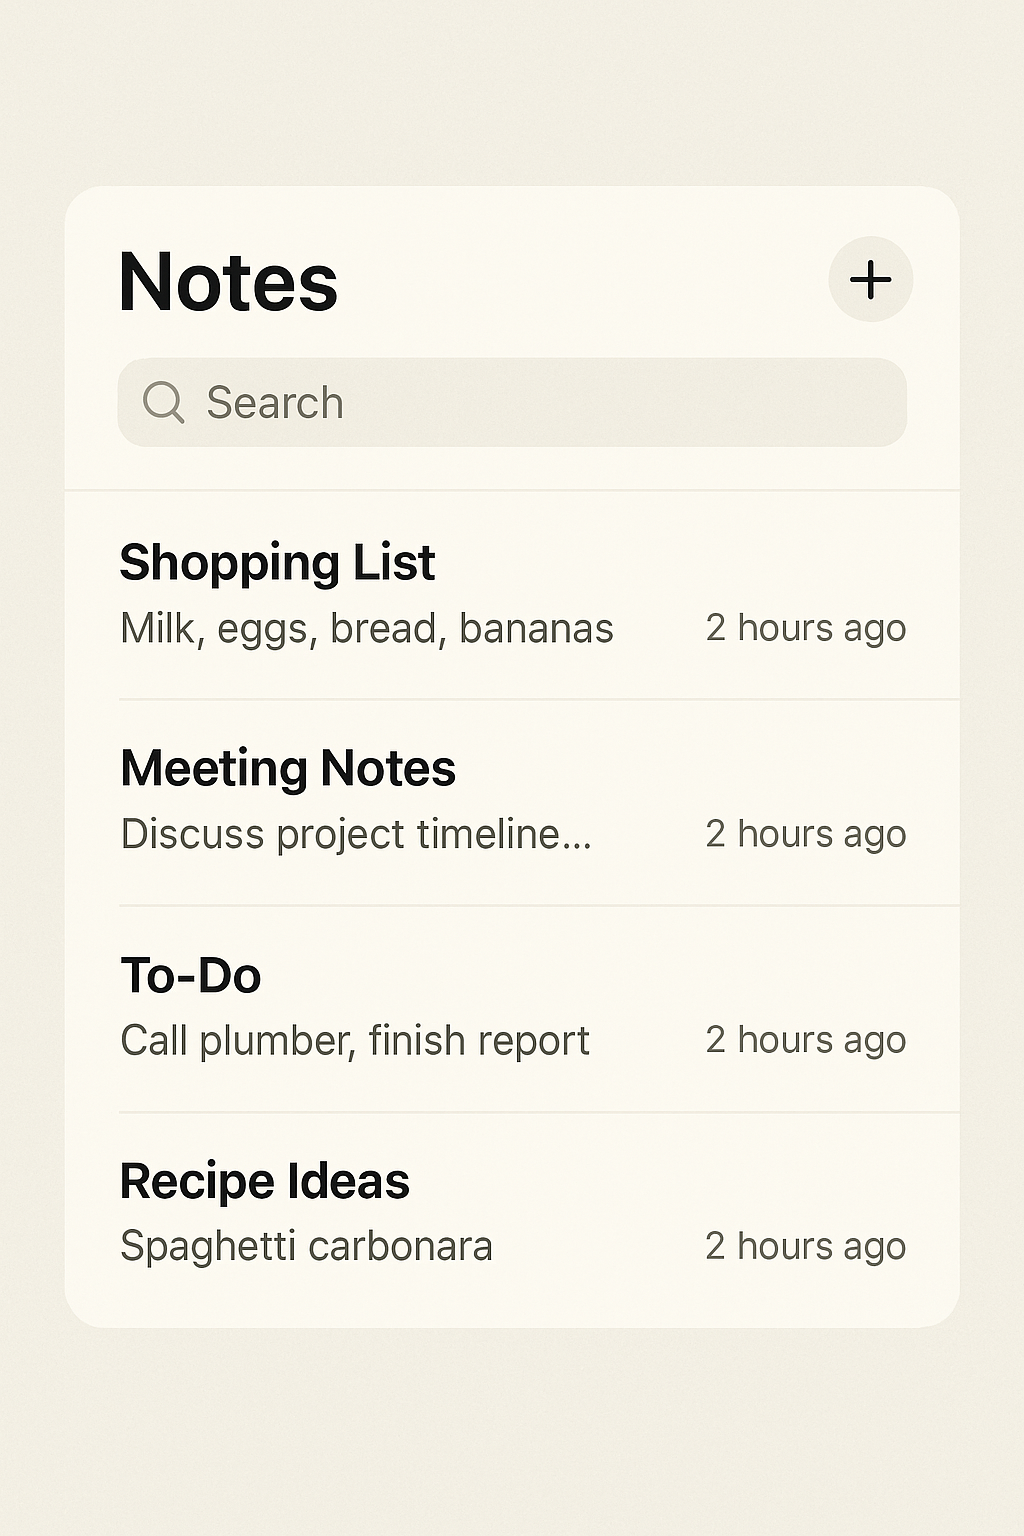 Notes
Search
Shopping List
Milk, eggs, bread, bananas 2 hours ago
Meeting Notes
Discuss project timeline... 2 hours ago
To-Do
Call plumber, finish report 2 hours ago
Recipe Ideas
Spaghetti carbonara 2 hours ago